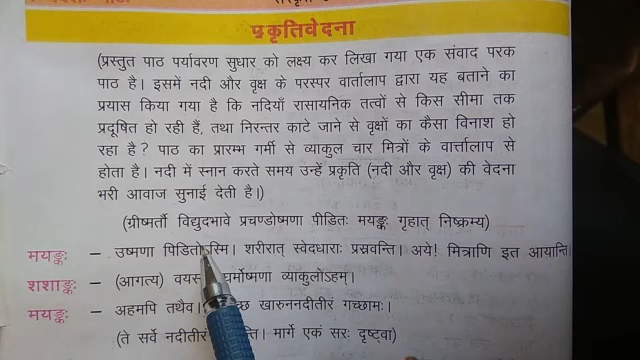 प्रकृतिवेदना
(प्रस्तुत पाठ पर्यावरण सुधार को लक्ष्य कर लिखा गया एक संवाद परक
पाठ है। इसमें नदी और वृक्ष के परस्पर वार्तालाप द्वारा यह बताने का
प्रयास किया गया है कि नदियाँ रासायनिक तत्वों से किस सीमा तक
प्रदूषित हो रही हैं, तथा निरन्तर काटे जाने से वृक्षों का कैसा विनाश हो
रहा है? पाठ का प्रारम्भ गर्मी से व्याकुल चार मित्रों के वार्त्तालाप से
होता है। नदी में स्नान करते समय उन्हें प्रकृति (नदी और वृक्ष) की वेदना
भरी आवाज सुनाई देती है।)
(ग्रीष्मर्तौ विद्युदभावे प्रचण्डोष्मणा पीडितः मयङ्कः गृहात् निष्क्रम्य)
मयङ्कः – उष्मणा पिडितोऽस्मि। शरीरात् स्वेदधाराः प्रस्रवन्ति। अये! मित्राणि इत आयान्ति।
शशाङ्कः – (आगत्य) घर्मोष्मणा व्याकुलोऽहम्।
मयङ्कः – अहमपि तथैव। खारुननदीतीरं गच्छामः।
(ते सर्वे नदीतीरं मार्गे एकं सरः दृष्ट्वा)